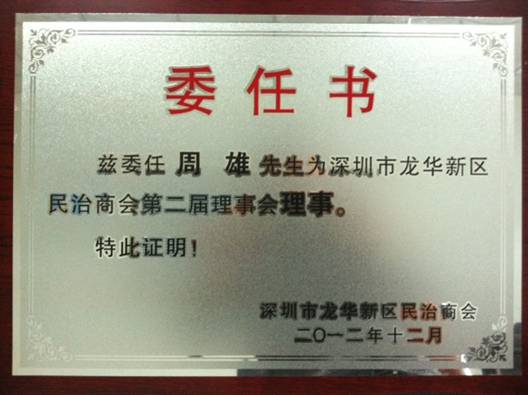 委任书
兹委任周雄先生为深圳市龙华新区
民治商会第二届理事会理事。
特此证明！
深圳市龙华新区民治商会
二〇一二年十二月